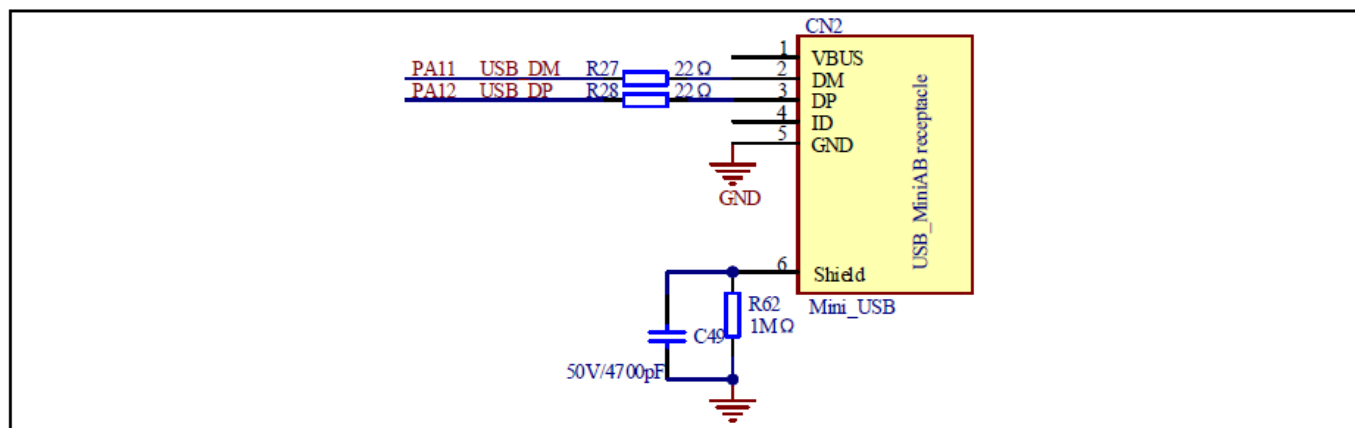 CN2
1 VBUS
PA11 USB_DM R27 22Ω 2 DM
PA12 USB_DP R28 22Ω 3 DP
4 ID
5 GND
GND
USB_MiniAB receptacle
6 Shield
Mini_USB
R62
1MΩ
C49
50V/4700pF